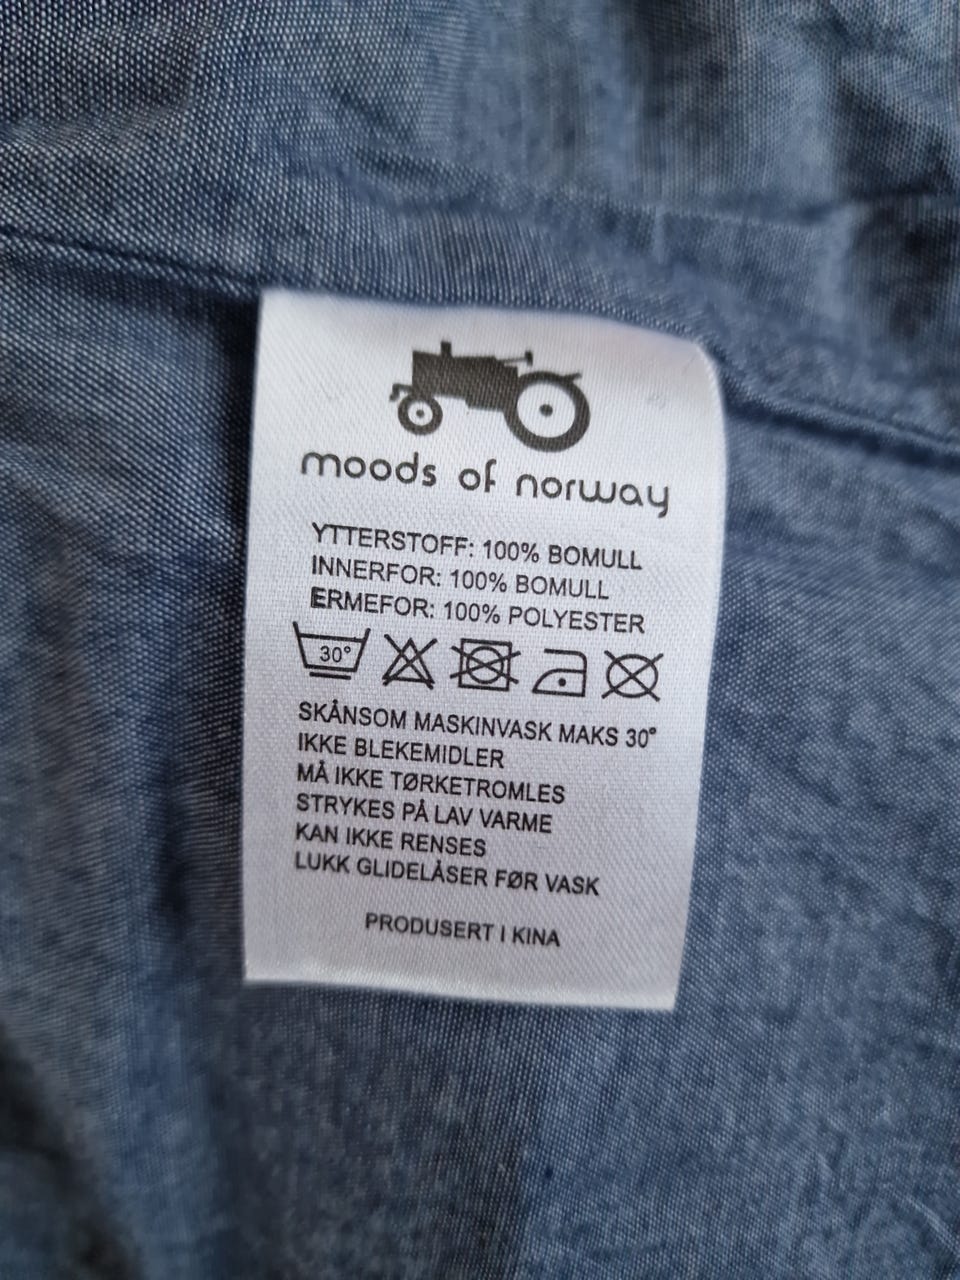 moods of norway
YTTERSTOFF: 100% BOMULL
INNERFOR: 100% BOMULL
ERMEFOR: 100% POLYESTER
30°
SKÅNSOM MASKINVASK MAKS 30°
IKKE BLEKEMIDLER
MÅ IKKE TØRKETROMLES
STRYKES PÅ LAV VARME
KAN IKKE RENSES
LUKK GLIDELÅSER FØR VASK
PRODUSERT I KINA